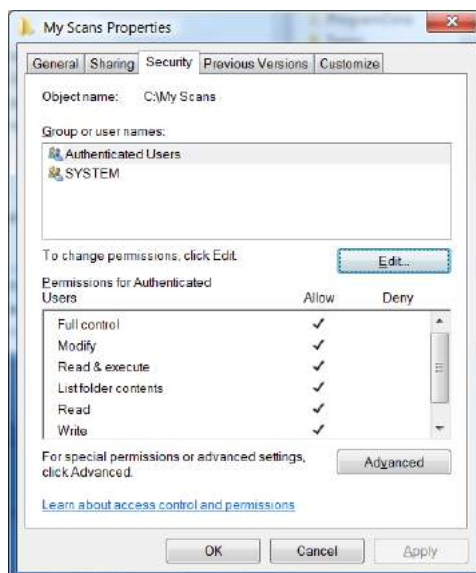 My Scans Properties
General Sharing Security Previous Versions Customize
Object name: C:\My Scans
Group or user names:
Authenticated Users
SYSTEM
To change permissions, click Edit.
Edit...
Permissions for Authenticated
Users Allow Deny
Full control
Modify
Read & execute
List folder contents
Read
Write
For special permissions or advanced settings,
click Advanced.
Advanced
Learn about access control and permissions
OK Cancel Apply